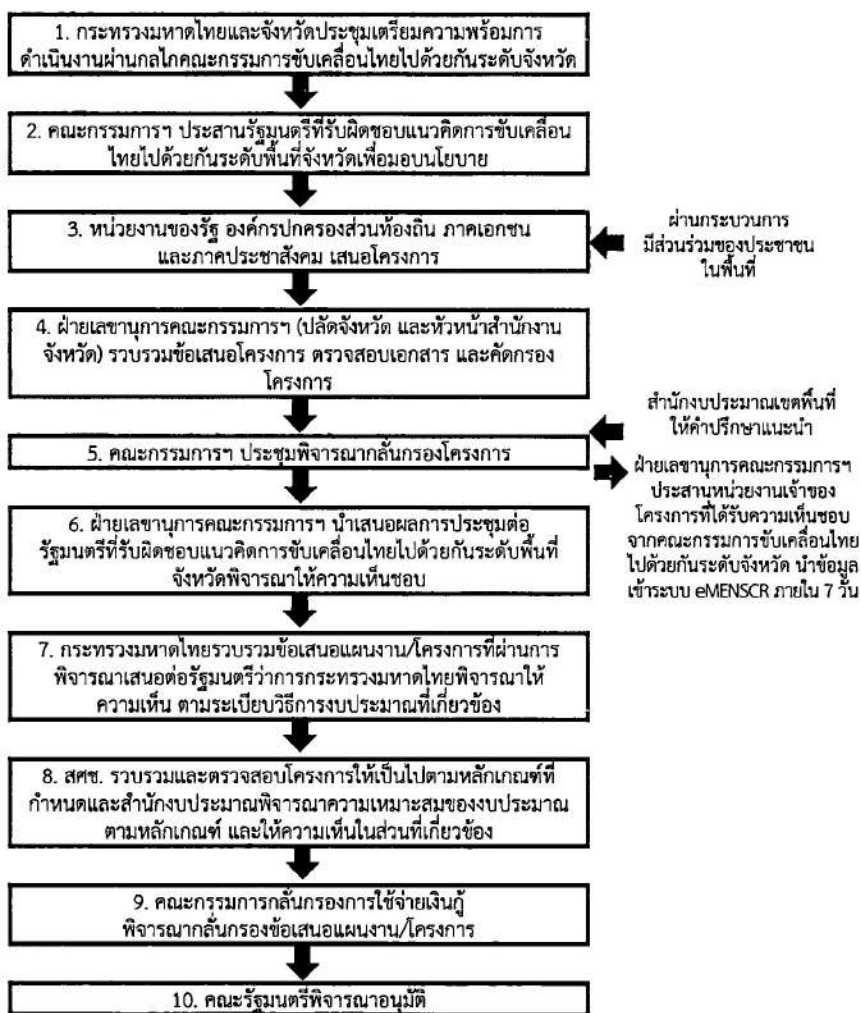 1. กระทรวงมหาดไทยและจังหวัดประชุมเตรียมความพร้อมการ
ดำเนินงานผ่านกลไกคณะกรรมการขับเคลื่อนไทยไปด้วยกันระดับจังหวัด
2. คณะกรรมการฯ ประสานรัฐมนตรีที่รับผิดชอบแนวคิดการขับเคลื่อน
ไทยไปด้วยกันระดับพื้นที่จังหวัดเพื่อมอบนโยบาย
3. หน่วยงานของรัฐ องค์กรปกครองส่วนท้องถิ่น ภาคเอกชน
และภาคประชาสังคม เสนอโครงการ
ผ่านกระบวนการ
มีส่วนร่วมของประชาชน
ในพื้นที่
4. ฝ่ายเลขานุการคณะกรรมการฯ (ปลัดจังหวัด และหัวหน้าสำนักงาน
จังหวัด) รวบรวมข้อเสนอโครงการ ตรวจสอบเอกสาร และคัดกรอง
โครงการ
สำนักงบประมาณเขตพื้นที่
ให้คำปรึกษาแนะนำ
5. คณะกรรมการฯ ประชุมพิจารณากลั่นกรองโครงการ
ฝ่ายเลขานุการคณะกรรมการฯ
ประสานหน่วยงานเจ้าของ
โครงการที่ได้รับความเห็นชอบ
จากคณะกรรมการขับเคลื่อนไทย
ไปด้วยกันระดับจังหวัด นำข้อมูล
เข้าระบบ eMENSCR ภายใน 7 วัน
6. ฝ่ายเลขานุการคณะกรรมการฯ นำเสนอผลการประชุมต่อ
รัฐมนตรีที่รับผิดชอบแนวคิดการขับเคลื่อนไทยไปด้วยกันระดับพื้นที่
จังหวัดพิจารณาให้ความเห็นชอบ
7. กระทรวงมหาดไทยรวบรวมข้อเสนอแผนงาน/โครงการที่ผ่านการ
พิจารณาเสนอต่อรัฐมนตรีว่าการกระทรวงมหาดไทยพิจารณาให้
ความเห็น ตามระเบียบวิธีการงบประมาณที่เกี่ยวข้อง
8. สศช. รวบรวมและตรวจสอบโครงการให้เป็นไปตามหลักเกณฑ์ที่
กำหนดและสำนักงบประมาณพิจารณาความเหมาะสมของงบประมาณ
ตามหลักเกณฑ์ และให้ความเห็นในส่วนที่เกี่ยวข้อง
9. คณะกรรมการกลั่นกรองการใช้จ่ายเงินกู้
พิจารณากลั่นกรองข้อเสนอแผนงาน/โครงการ
10. คณะรัฐมนตรีพิจารณาอนุมัติ